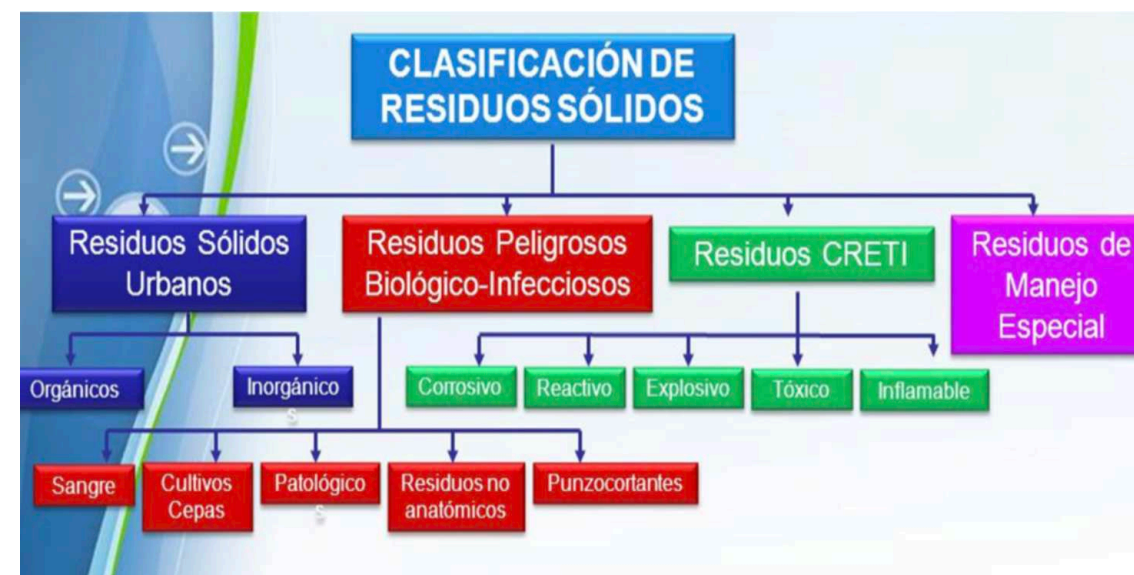 CLASIFICACIÓN DE
RESIDUOS SÓLIDOS
Residuos Sólidos
Urbanos
Residuos Peligrosos
Biológico-Infecciosos
Residuos CRETI
Residuos de
Manejo
Especial
Orgánicos
Inorgánico
s
Corrosivo
Reactivo
Explosivo
Tóxico
Inflamable
Sangre
Cultivos
Cepas
Patológico
s
Residuos no
anatómicos
Punzocortantes